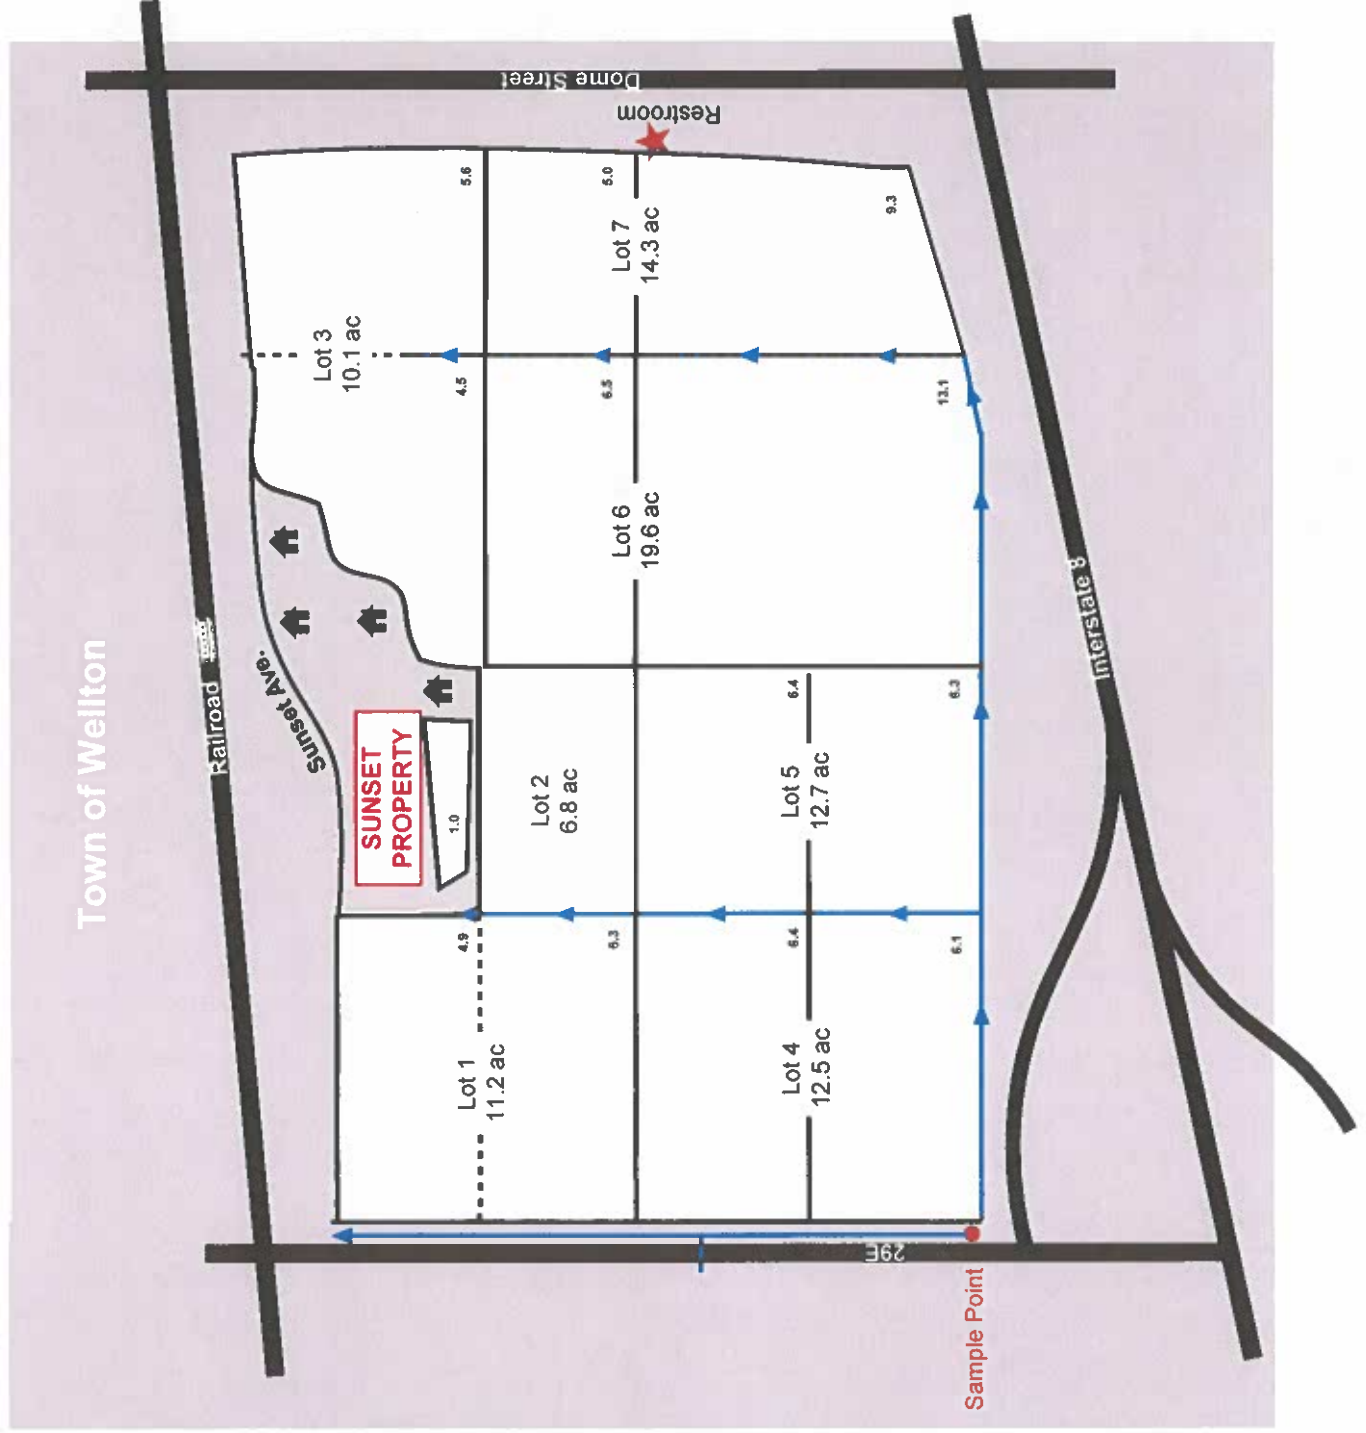 Town of Wellton
Railroad
Sunset Ave.
SUNSET
PROPERTY
1.0
Dome Street
Restroom
Lot 3
10.1 ac
5.6
4.5
Lot 7
14.3 ac
5.0
9.3
Lot 6
19.6 ac
6.5
13.1
Lot 2
6.8 ac
Lot 5
12.7 ac
6.4
6.3
Lot 1
11.2 ac
4.9
6.3
Lot 4
12.5 ac
6.4
6.1
29E
Interstate 8
Sample Point